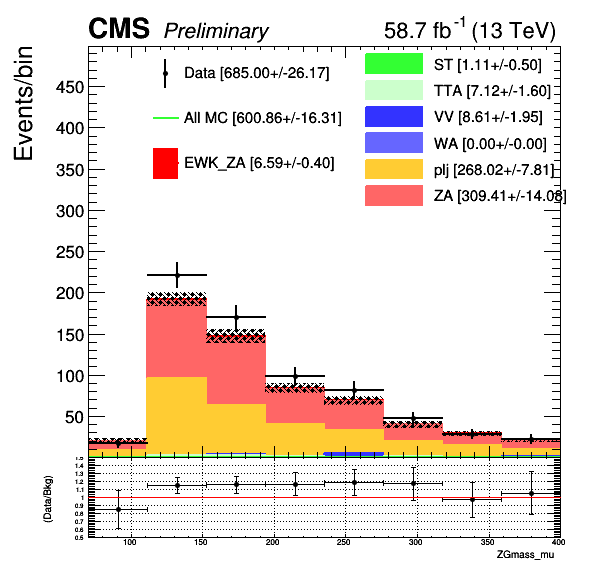 CMS Preliminary 58.7 fb⁻¹ (13 TeV)
Events/bin
450
400
350
300
250
200
150
100
50
Data [685.00+/-26.17]
All MC [600.86+/-16.31]
EWK_ZA [6.59+/-0.40]
ST [1.11+/-0.50]
TTA [7.12+/-1.60]
VV [8.61+/-1.95]
WA [0.00+/-0.00]
plj [268.02+/-7.81]
ZA [309.41+/-14.08]
(Data/Bkg)
1.5
1.4
1.3
1.2
1.1
1
0.9
0.8
0.7
0.6
0.5
100 150 200 250 300 350 400
ZGmass_mu